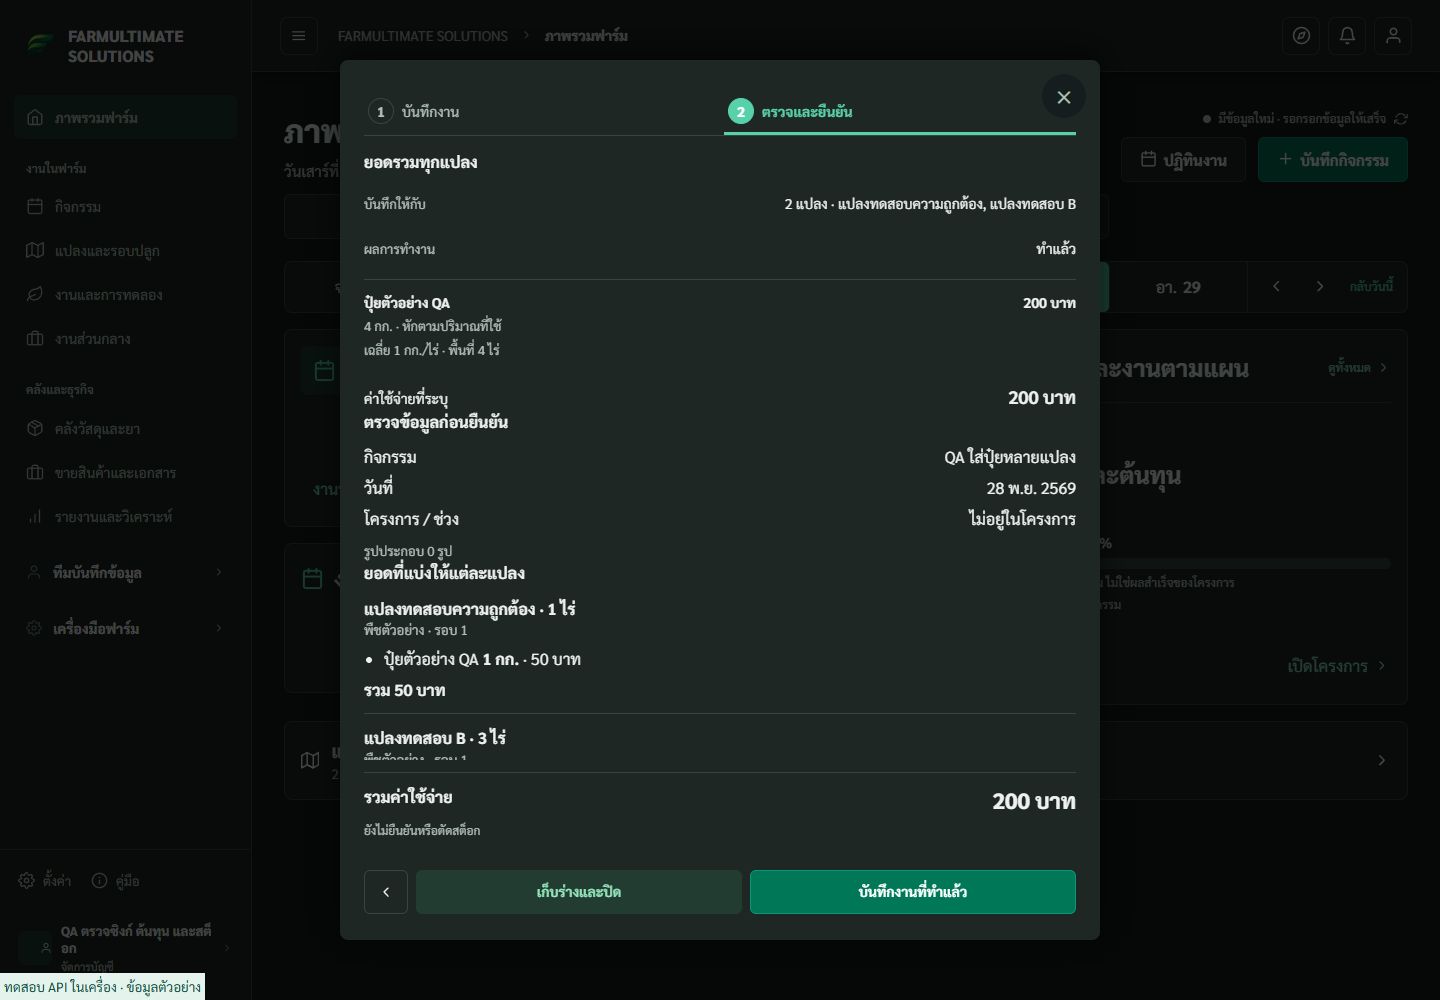 FARMULTIMATE
SOLUTIONS
FARMULTIMATE SOLUTIONS
ภาพรวมฟาร์ม
ภาพรวมฟาร์ม
งานในฟาร์ม
กิจกรรม
แปลงและรอบปลูก
งานและการทดลอง
งานส่วนกลาง
คลังและธุรกิจ
คลังวัสดุและยา
ขายสินค้าและเอกสาร
รายงานและวิเคราะห์
ทีมบันทึกข้อมูล
เครื่องมือฟาร์ม
ตั้งค่า
คู่มือ
QA ตรวจซิงก์ ต้นทุน และสต็
อก
จัดการบัญชี
ทดสอบ API ในเครื่อง · ข้อมูลตัวอย่าง
วันเสาร์ที่
มีข้อมูลใหม่ · รอกรอกข้อมูลให้เสร็จ
ปฏิทินงาน
บันทึกกิจกรรม
อา. 29
กลับวันนี้
ละงานตามแผน
ดูทั้งหมด
ละต้นทุน
%
ไม่ใช่ผลสำเร็จของโครงการ
เปิดโครงการ
1 บันทึกงาน
2 ตรวจและยืนยัน
ยอดรวมทุกแปลง
บันทึกให้กับ
2 แปลง · แปลงทดสอบความถูกต้อง, แปลงทดสอบ B
ผลการทำงาน
ทำแล้ว
ปุ๋ยตัวอย่าง QA
200 บาท
4 กก. · หักตามปริมาณที่ใช้
เฉลี่ย 1 กก./ไร่ · พื้นที่ 4 ไร่
ค่าใช้จ่ายที่ระบุ
200 บาท
ตรวจข้อมูลก่อนยืนยัน
กิจกรรม
QA ใส่ปุ๋ยหลายแปลง
วันที่
28 พ.ย. 2569
โครงการ / ช่วง
ไม่อยู่ในโครงการ
รูปประกอบ 0 รูป
ยอดที่แบ่งให้แต่ละแปลง
แปลงทดสอบความถูกต้อง · 1 ไร่
พืชตัวอย่าง · รอบ 1
• ปุ๋ยตัวอย่าง QA 1 กก. · 50 บาท
รวม 50 บาท
แปลงทดสอบ B · 3 ไร่
พืชตัวอย่าง · รอบ 1
รวมค่าใช้จ่าย
200 บาท
ยังไม่ยืนยันหรือตัดสต็อก
เก็บร่างและปิด
บันทึกงานที่ทำแล้ว